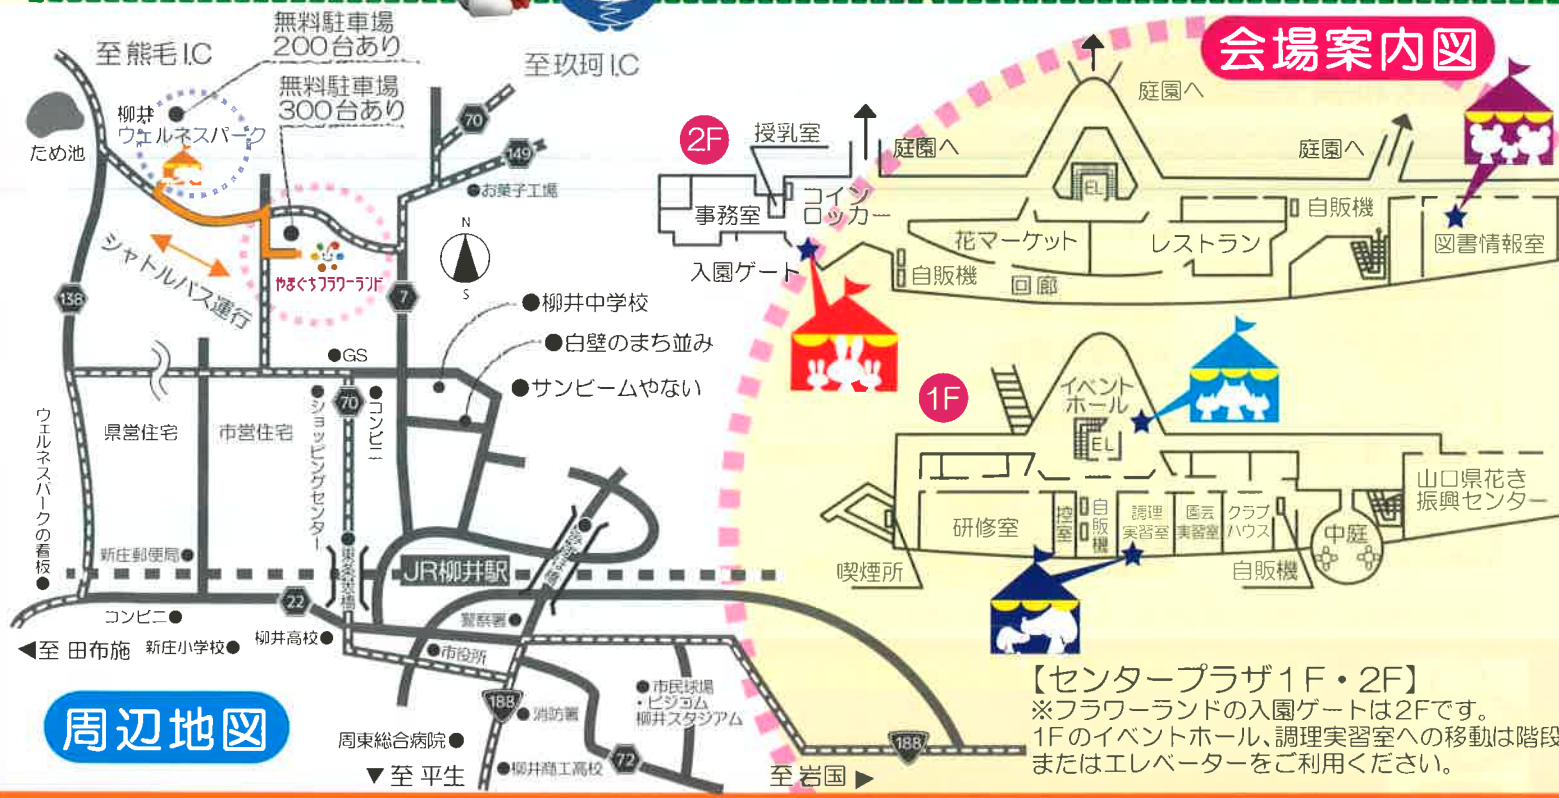 会場案内図
至熊毛I.C
無料駐車場
200台あり
無料駐車場
300台あり
至玖珂I.C
柳井
ウェルネスパーク
ため池
70
149
お菓子工場
シャトルバス運行
やまぐちフラワーランド
N
S
138
7
柳井中学校
白壁のまち並み
サンビームやない
GS
70
コンビニ
ショッピングセンター
県営住宅
市営住宅
ウェルネスパークの看板
新庄郵便局
JR柳井駅
22
コンビニ
◀至 田布施
新庄小学校
柳井高校
警察署
市役所
188
消防署
市民球場
・ビジコム
柳井スタジアム
周東総合病院
▼至 平生
柳井商工高校
72
至岩国▶
188
周辺地図
2F
授乳室
庭園へ
庭園へ
庭園へ
事務室
コイン
ロッカー
EL
自販機
花マーケット
レストラン
図書情報室
入園ゲート
自販機
回廊
1F
イベント
ホール
EL
山口県花き
振興センター
研修室
控室
自販機
調理
実習室
園芸
実習室
クラブ
ハウス
中庭
喫煙所
自販機
【センタープラザ1F・2F】
※フラワーランドの入園ゲートは2Fです。
1Fのイベントホール、調理実習室への移動は階段
またはエレベーターをご利用ください。